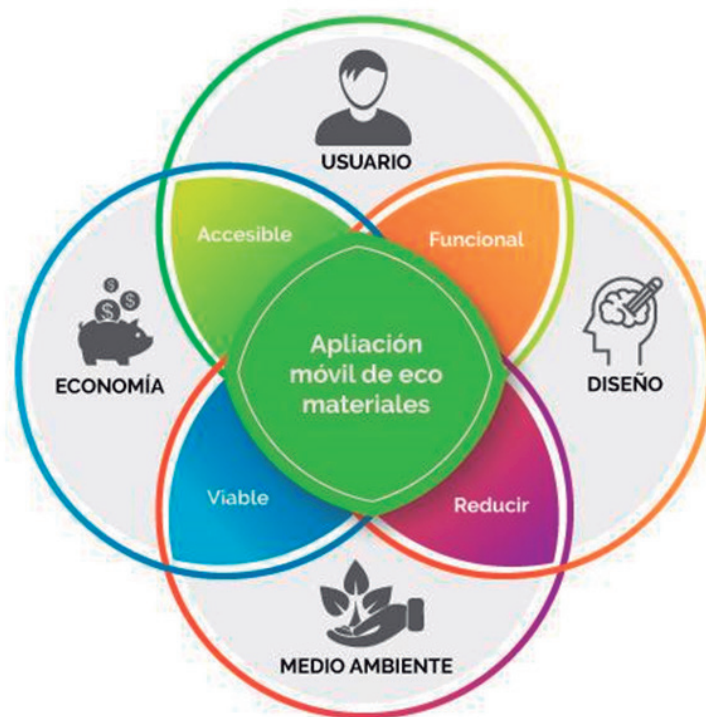 USUARIO
Accesible
Funcional
$
$
$
ECONOMÍA
Apliación
móvil de eco
materiales
DISEÑO
Viable
Reducir
MEDIO AMBIENTE